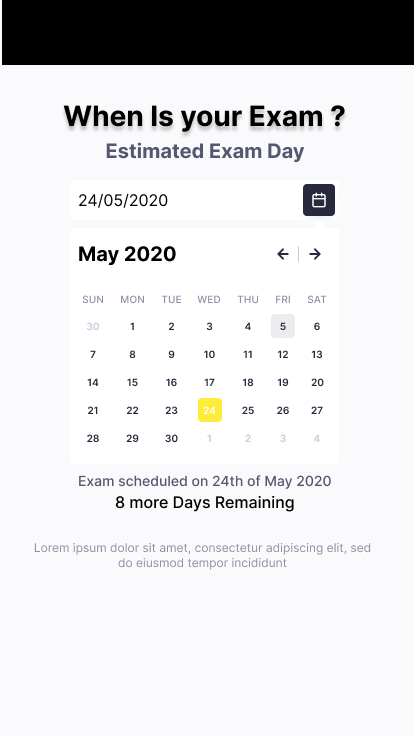 When Is your Exam ?
Estimated Exam Day
24/05/2020
May 2020
SUN MON TUE WED THU FRI SAT
30 1 2 3 4 5 6
7 8 9 10 11 12 13
14 15 16 17 18 19 20
21 22 23 24 25 26 27
28 29 30 1 2 3 4
Exam scheduled on 24th of May 2020
8 more Days Remaining
Lorem ipsum dolor sit amet, consectetur adipiscing elit, sed
do eiusmod tempor incididunt